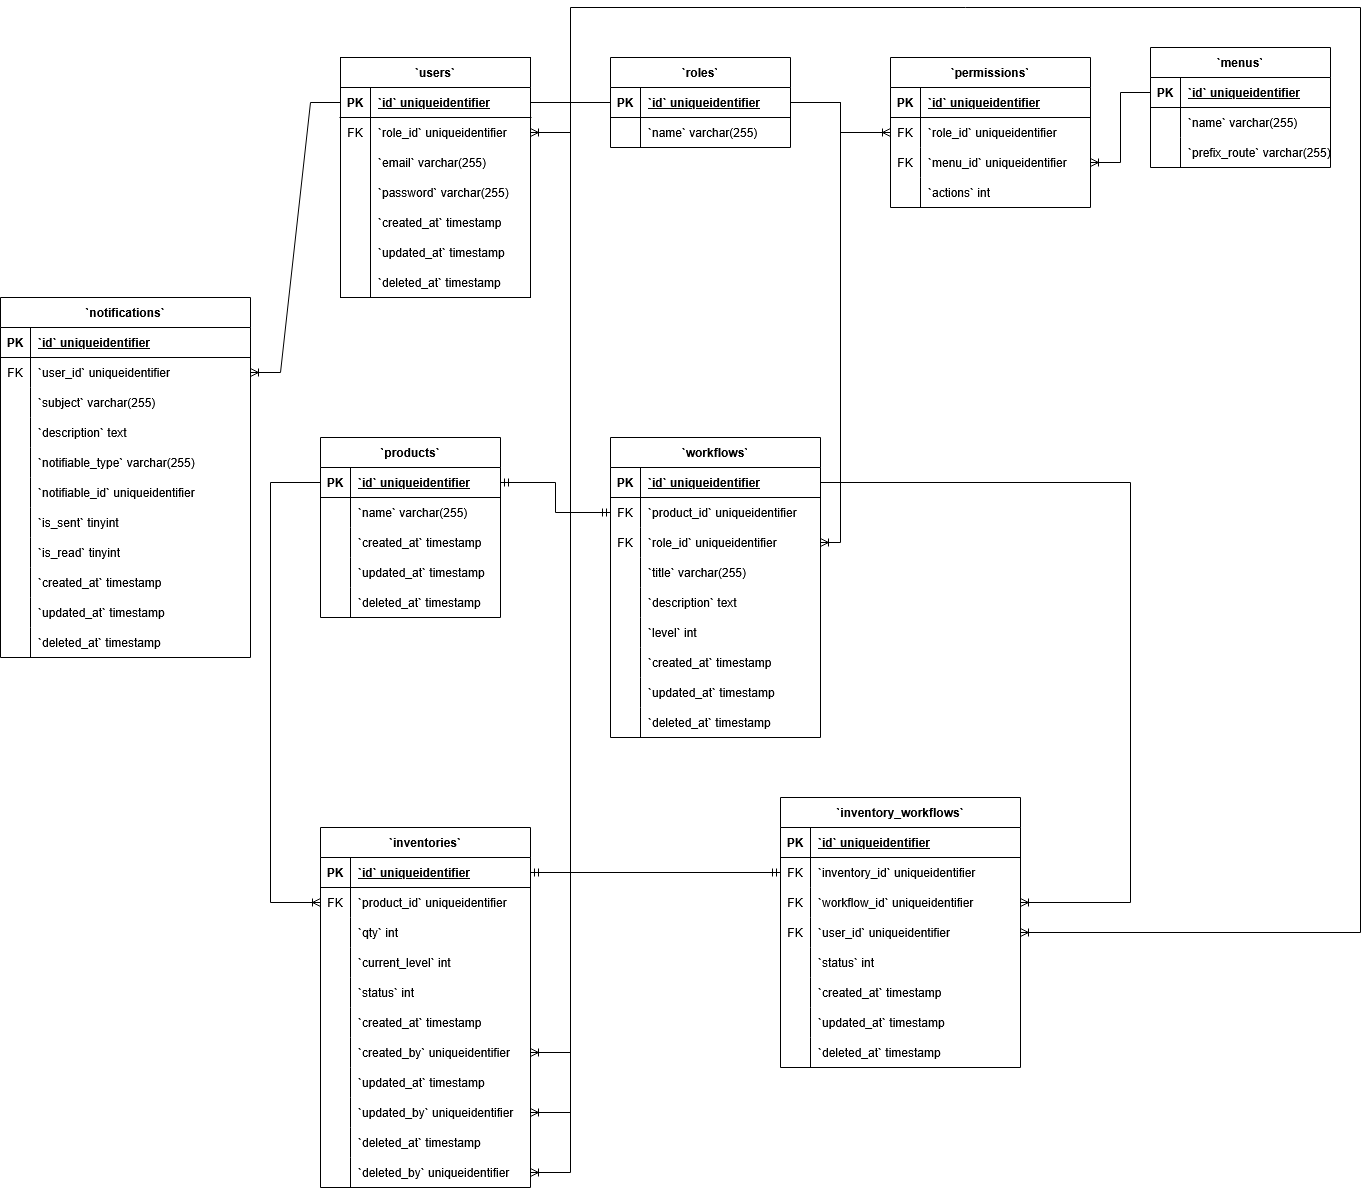 `users`
PK `id` uniqueidentifier
FK `role_id` uniqueidentifier
`email` varchar(255)
`password` varchar(255)
`created_at` timestamp
`updated_at` timestamp
`deleted_at` timestamp
`roles`
PK `id` uniqueidentifier
`name` varchar(255)
`permissions`
PK `id` uniqueidentifier
FK `role_id` uniqueidentifier
FK `menu_id` uniqueidentifier
`actions` int
`menus`
PK `id` uniqueidentifier
`name` varchar(255)
`prefix_route` varchar(255)
`notifications`
PK `id` uniqueidentifier
FK `user_id` uniqueidentifier
`subject` varchar(255)
`description` text
`notifiable_type` varchar(255)
`notifiable_id` uniqueidentifier
`is_sent` tinyint
`is_read` tinyint
`created_at` timestamp
`updated_at` timestamp
`deleted_at` timestamp
`products`
PK `id` uniqueidentifier
`name` varchar(255)
`created_at` timestamp
`updated_at` timestamp
`deleted_at` timestamp
`workflows`
PK `id` uniqueidentifier
FK `product_id` uniqueidentifier
FK `role_id` uniqueidentifier
`title` varchar(255)
`description` text
`level` int
`created_at` timestamp
`updated_at` timestamp
`deleted_at` timestamp
`inventories`
PK `id` uniqueidentifier
FK `product_id` uniqueidentifier
`qty` int
`current_level` int
`status` int
`created_at` timestamp
`created_by` uniqueidentifier
`updated_at` timestamp
`updated_by` uniqueidentifier
`deleted_at` timestamp
`deleted_by` uniqueidentifier
`inventory_workflows`
PK `id` uniqueidentifier
FK `inventory_id` uniqueidentifier
FK `workflow_id` uniqueidentifier
FK `user_id` uniqueidentifier
`status` int
`created_at` timestamp
`updated_at` timestamp
`deleted_at` timestamp